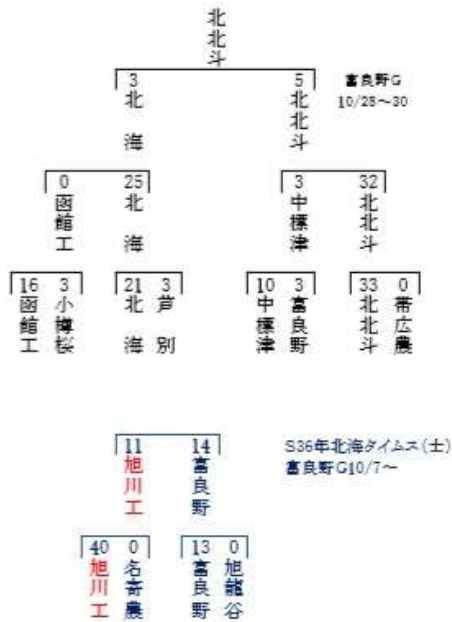 北北斗
3 5
富良野G
10/28～30
北海 北北斗
0 25 3 32
函館工 北海 中標津 北北斗
16 3 21 3 10 3 33 0
函館工 小樽桜 北海 芦別 中標津 富良野 北北斗 帯広農
11 14
S36年北海タイムス(士)
富良野G10/7～
旭川工 富良野
40 0 13 0
旭川工 名寄農 富良野 旭龍谷